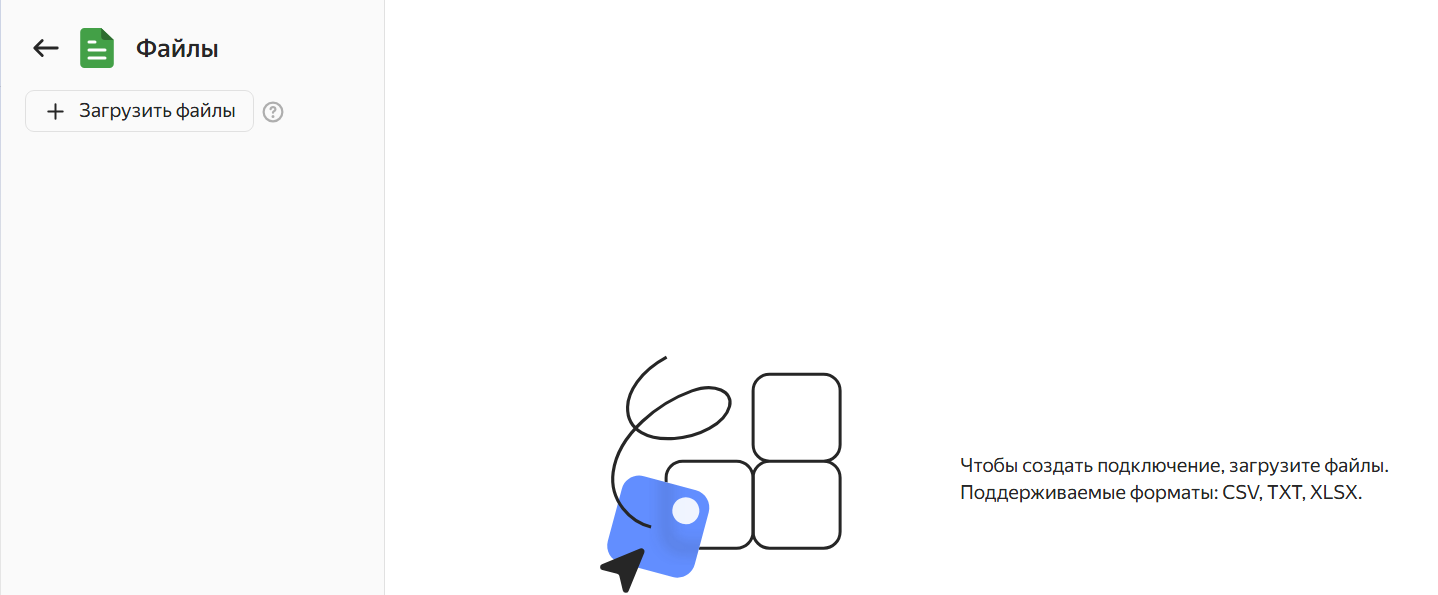 Файлы
Загрузить файлы
Чтобы создать подключение, загрузите файлы.
Поддерживаемые форматы: CSV, TXT, XLSX.